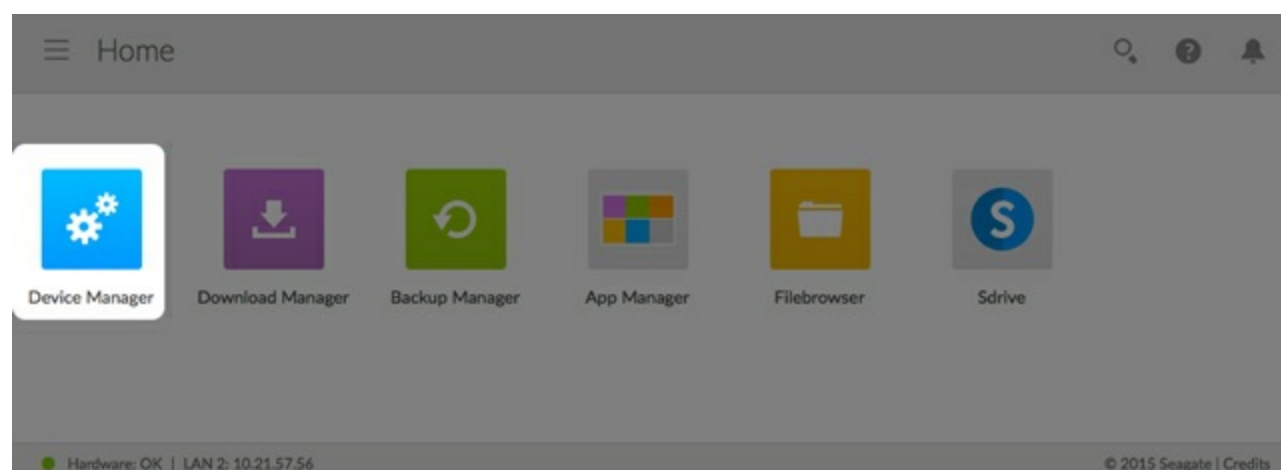 Home
S
Device Manager
Download Manager
Backup Manager
App Manager
Filebrowser
Sdrive
Hardware: OK | LAN 2: 10.21.57.56
© 2015 Seagate | Credits